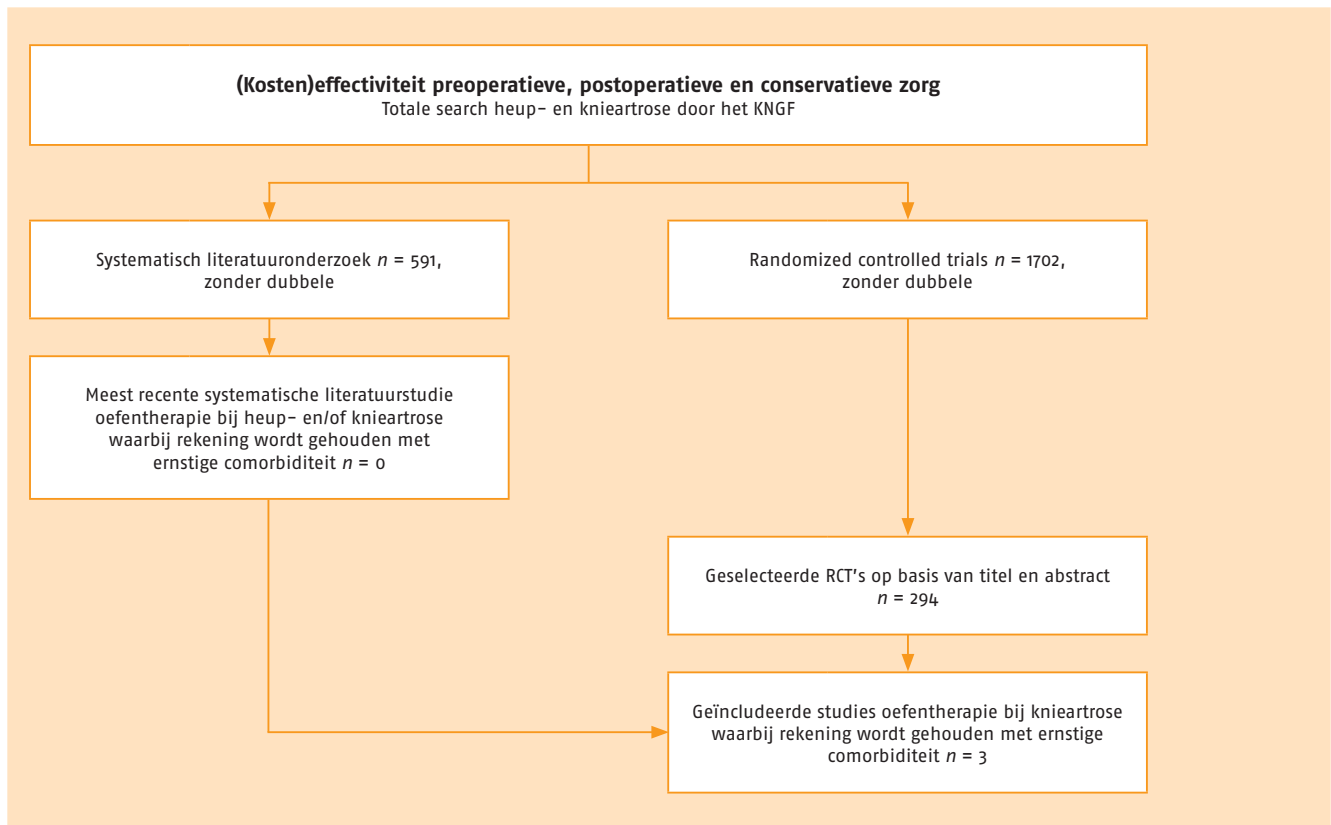 (Kosten)effectiviteit preoperatieve, postoperatieve en conservatieve zorg
Totale search heup- en knieartrose door het KNGF
Systematisch literatuuronderzoek n = 591,
zonder dubbele
Randomized controlled trials n = 1702,
zonder dubbele
Meest recente systematische literatuurstudie
oefentherapie bij heup- en/of knieartrose
waarbij rekening wordt gehouden met
ernstige comorbiditeit n = 0
Geselecteerde RCT's op basis van titel en abstract
n = 294
Geïncludeerde studies oefentherapie bij knieartrose
waarbij rekening wordt gehouden met ernstige
comorbiditeit n = 3